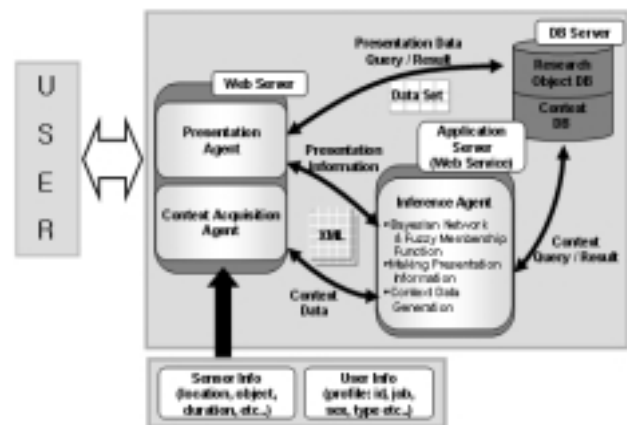 U
S
E
R
Web Server
Presentation
Agent
Context Acquisition
Agent
Presentation Data
Query / Result
Data Set
DB Server
Research
Object DB
Context
DB
Presentation
Information
Application
Server
(Web Service)
XML
Inference Agent
•Bayesian Network
& Fuzzy Membership
Function
•Making Presentation
Information
•Context Data
Generation
Context
Data
Context
Query / Result
Sensor Info
(location, object,
duration, etc..)
User Info
(profile: id, job,
sex, type etc..)